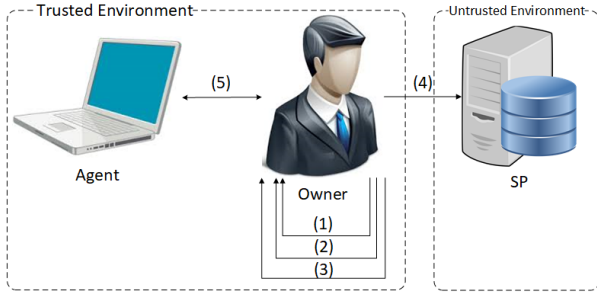 Trusted Environment
Untrusted Environment
(5)
(4)
Agent
Owner
SP
(1)
(2)
(3)